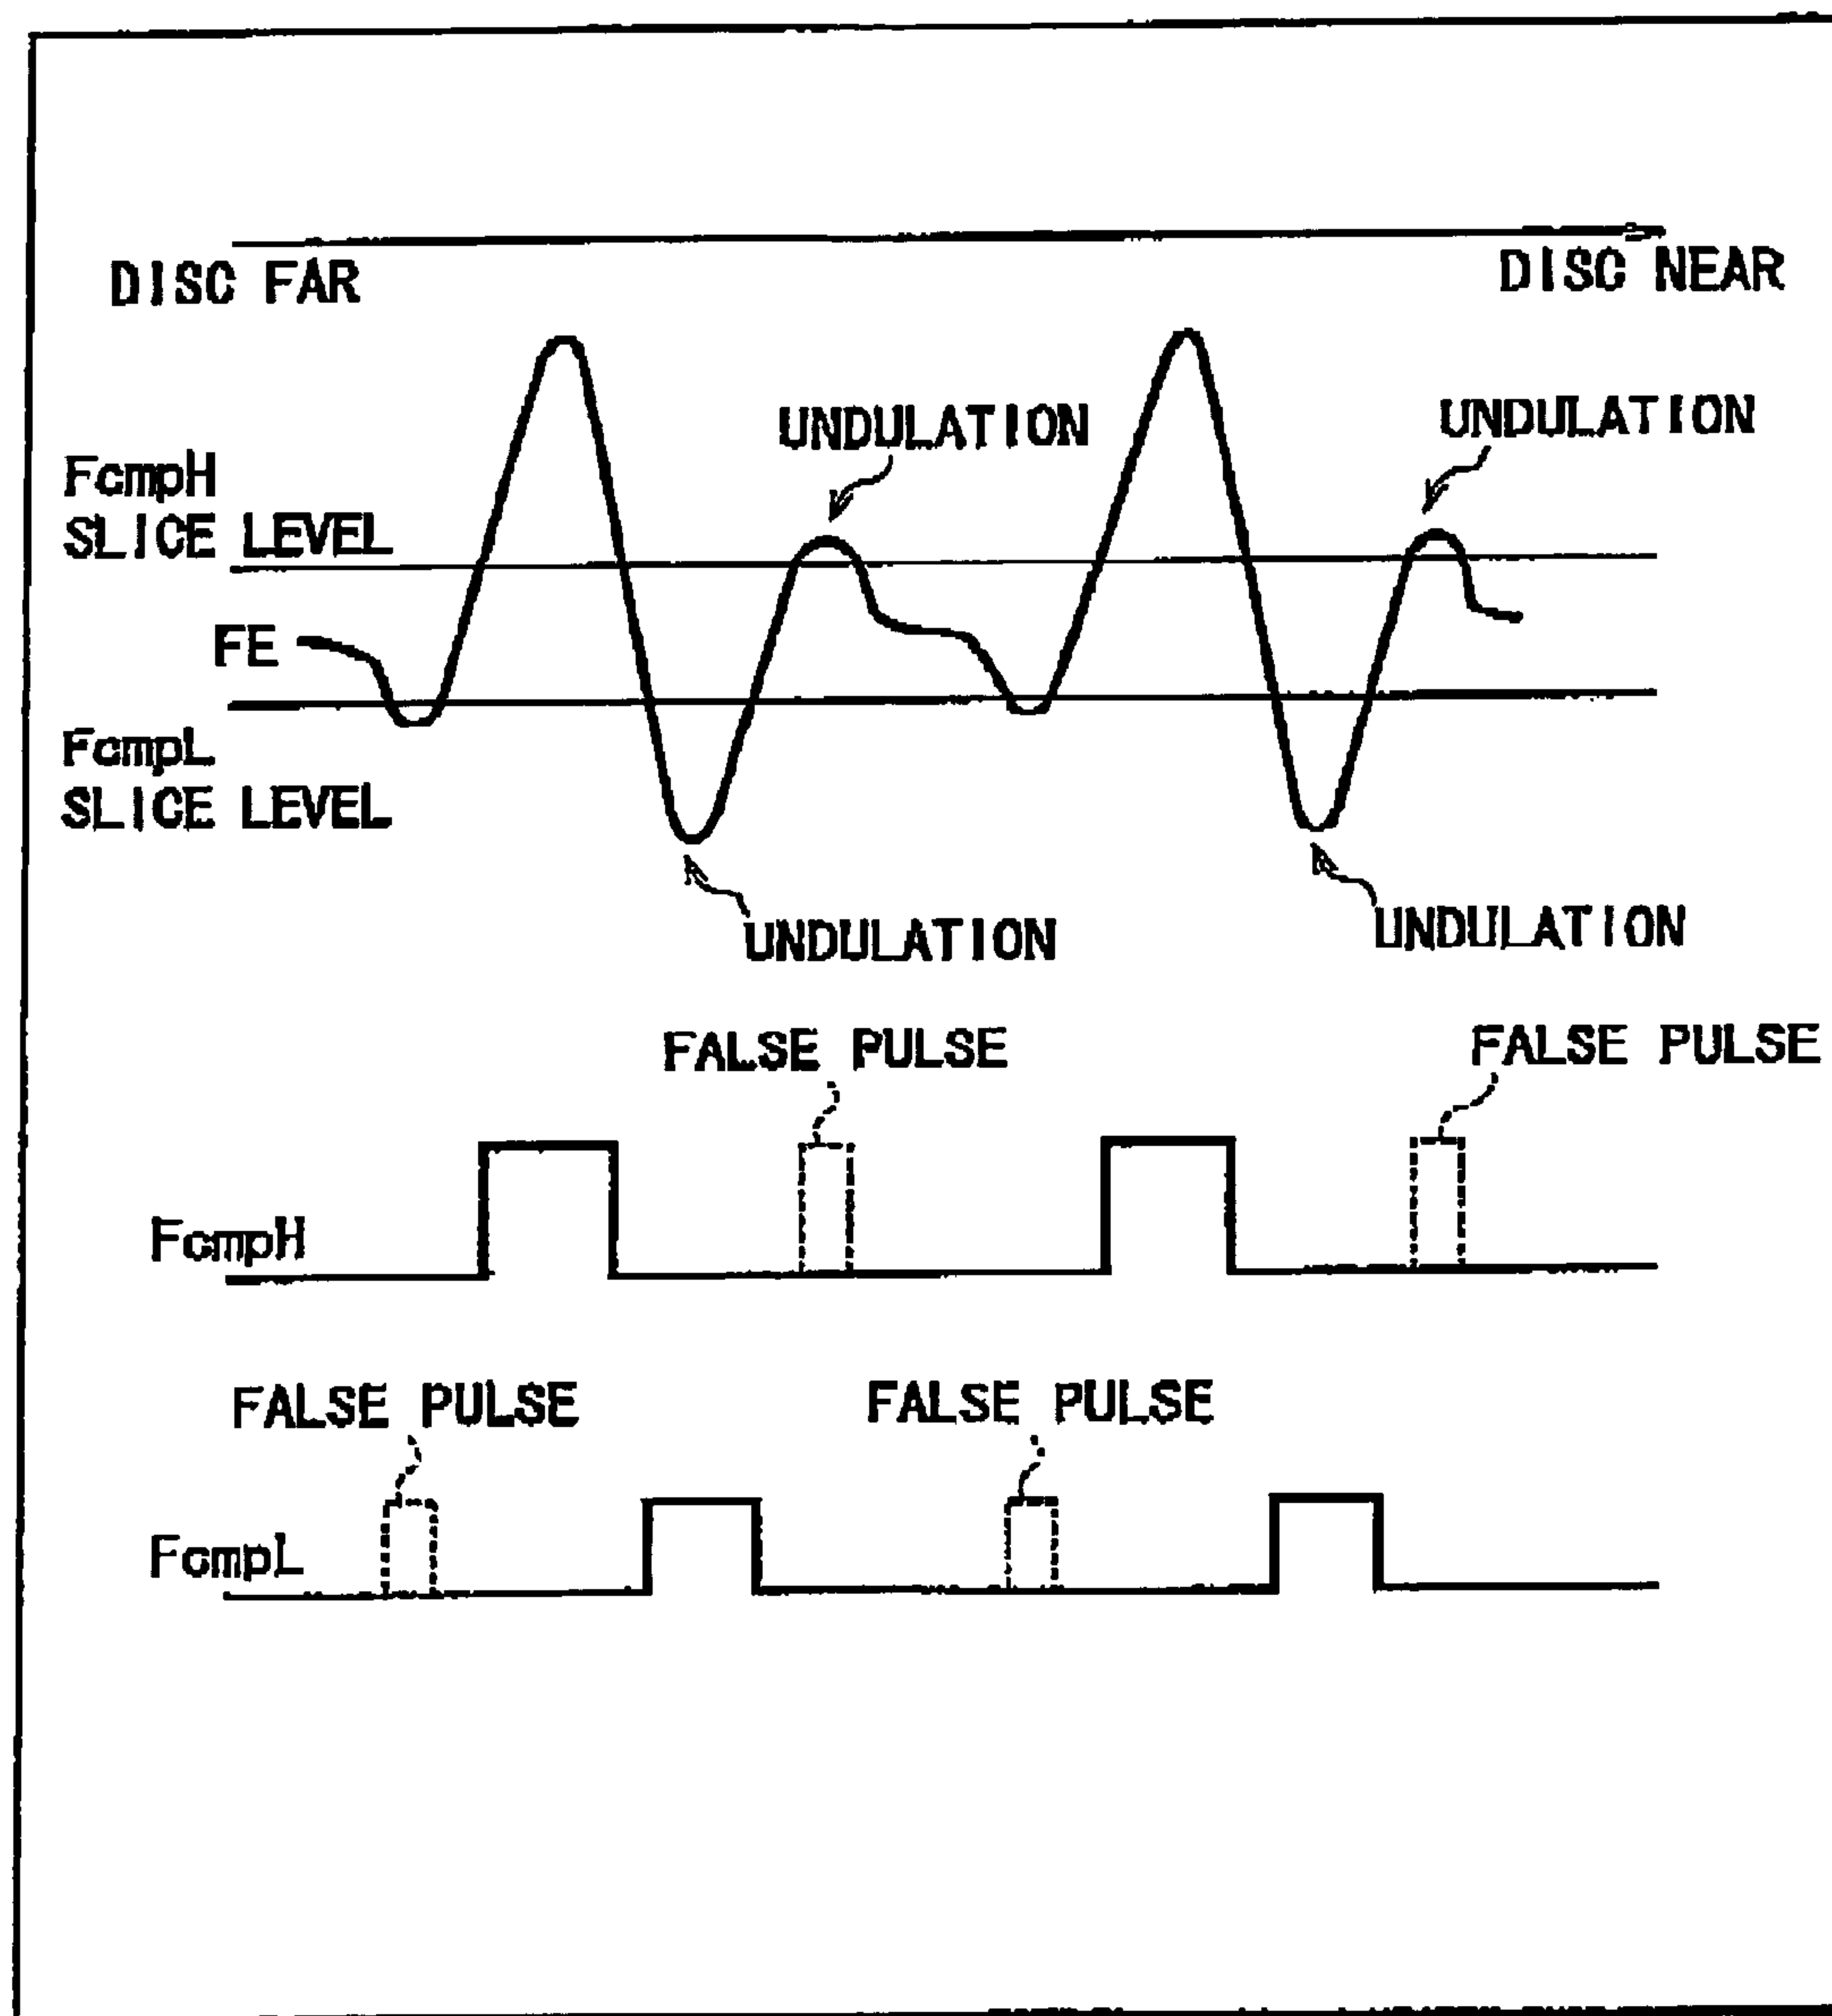 DISC FAR
DISC NEAR
UNDULATION
UNDULATION
FcmpH
SLICE LEVEL
FE
FcmpL
SLICE LEVEL
UNDULATION
UNDULATION
FALSE PULSE
FALSE PULSE
FcmpH
FALSE PULSE
FALSE PULSE
FcmpL